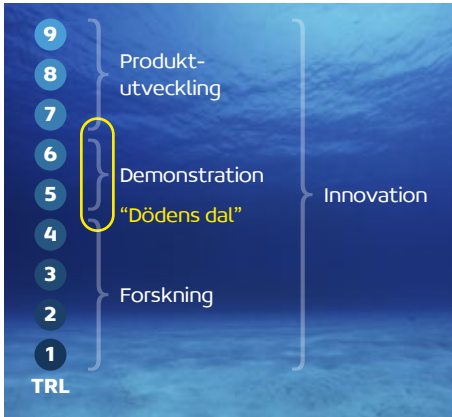 9
8
7
6
5
4
3
2
1
TRL
Produkt-
utveckling
Demonstration
“Dödens dal”
Forskning
Innovation